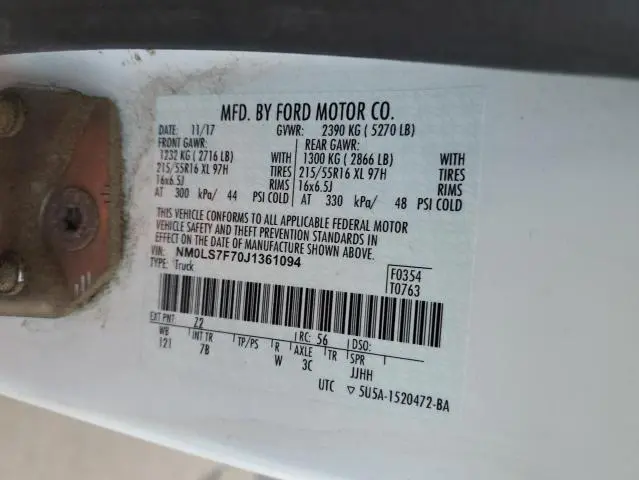 MFD. BY FORD MOTOR CO.
DATE: 11/17 GVWR: 2390 KG ( 5270 LB)
FRONT GAWR: REAR GAWR:
1232 KG ( 2716 LB) WITH 1300 KG ( 2866 LB) WITH
215/55R16 XL 97H TIRES 215/55R16 XL 97H TIRES
16x6.5J RIMS 16x6.5J RIMS
AT 300 kPa/ 44 PSI COLD AT 330 kPa/ 48 PSI COLD
THIS VEHICLE CONFORMS TO ALL APPLICABLE FEDERAL MOTOR
VEHICLE SAFETY AND THEFT PREVENTION STANDARDS IN
EFFECT ON THE DATE OF MANUFACTURE SHOWN ABOVE.
VIN: NM0LS7F70J1361094
TYPE: Truck
F0354
T0763
EXT PNT: Z2 RC: 56 DSO:
WB INT TR TP/PS R AXLE TR SPR
121 7B W 3C JJHH
UTC ▽ 5U5A-1520472-BA